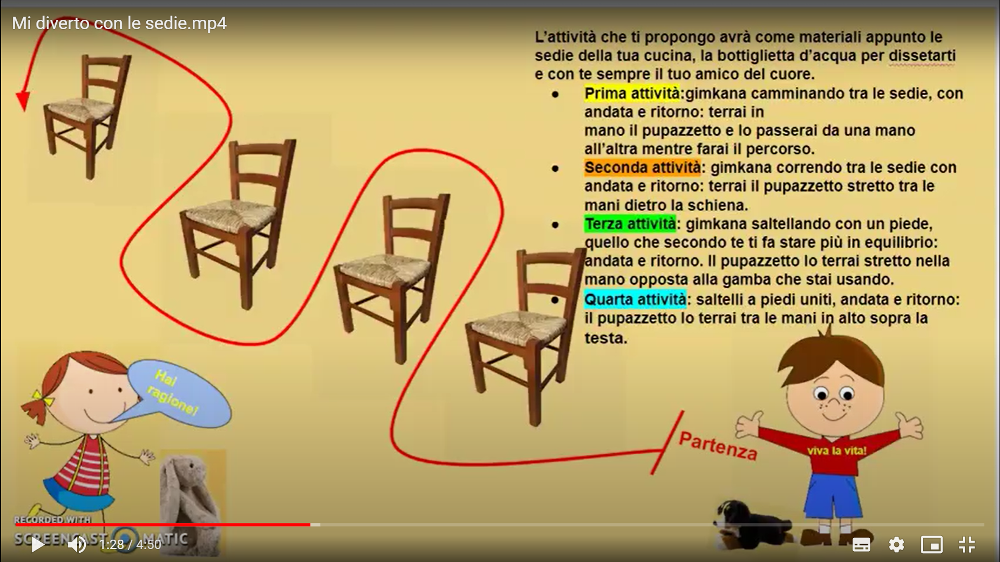 Mi diverto con le sedie.mp4
L'attività che ti propongo avrà come materiali appunto le
sedie della tua cucina, la bottiglietta d'acqua per dissetarti
e con te sempre il tuo amico del cuore.
● Prima attività:gimkana camminando tra le sedie, con
andata e ritorno: terrai in
mano il pupazzetto e lo passerai da una mano
all'altra mentre farai il percorso.
● Seconda attività: gimkana correndo tra le sedie con
andata e ritorno: terrai il pupazzetto stretto tra le
mani dietro la schiena.
● Terza attività: gimkana saltellando con un piede,
quello che secondo te ti fa stare più in equilibrio:
andata e ritorno. Il pupazzetto lo terrai stretto nella
mano opposta alla gamba che stai usando.
● Quarta attività: saltelli a piedi uniti, andata e ritorno:
il pupazzetto lo terrai tra le mani in alto sopra la
testa.
Hai
ragione!
Partenza
viva la vita!
RECORDED WITH
SCREENCAST MATIC
1:28 / 4:50